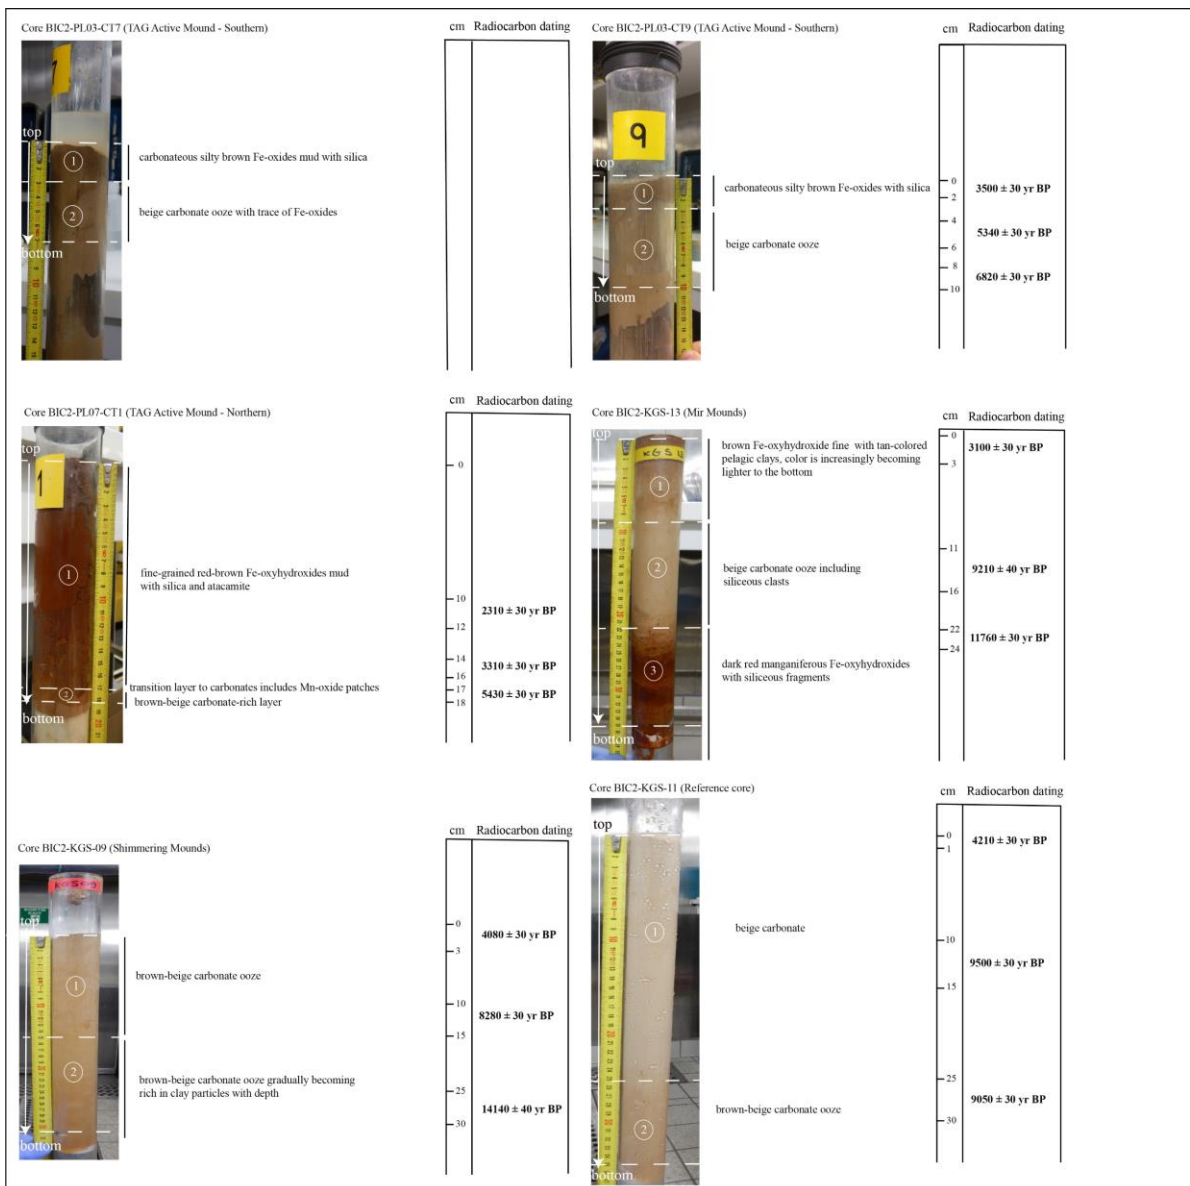 Core BIC2-PL03-CT7 (TAG Active Mound - Southern)
cm Radiocarbon dating
7
top
1
carbonateous silty brown Fe-oxides mud with silica
2
beige carbonate ooze with trace of Fe-oxides
bottom
Core BIC2-PL03-CT9 (TAG Active Mound - Southern)
cm Radiocarbon dating
9
top
1
carbonateous silty brown Fe-oxides with silica
2
beige carbonate ooze
bottom
0
3500 ± 30 yr BP
2
4
5340 ± 30 yr BP
6
8
6820 ± 30 yr BP
10
Core BIC2-PL07-CT1 (TAG Active Mound - Northern)
cm Radiocarbon dating
top
1
1
fine-grained red-brown Fe-oxyhydroxides mud
with silica and atacamite
2
transition layer to carbonates includes Mn-oxide patches
brown-beige carbonate-rich layer
bottom
0
10
2310 ± 30 yr BP
12
14
3310 ± 30 yr BP
16
17
5430 ± 30 yr BP
18
Core BIC2-KGS-13 (Mir Mounds)
cm Radiocarbon dating
top
KGS
1
brown Fe-oxyhydroxide fine with tan-colored
pelagic clays, color is increasingly becoming
lighter to the bottom
2
beige carbonate ooze including
siliceous clasts
3
dark red manganiferous Fe-oxyhydroxides
with siliceous fragments
bottom
0
3100 ± 30 yr BP
3
11
9210 ± 40 yr BP
16
22
11760 ± 30 yr BP
24
Core BIC2-KGS-09 (Shimmering Mounds)
cm Radiocarbon dating
KGS-09
top
1
brown-beige carbonate ooze
2
brown-beige carbonate ooze gradually becoming
rich in clay particles with depth
bottom
0
4080 ± 30 yr BP
3
10
8280 ± 30 yr BP
15
25
14140 ± 40 yr BP
30
Core BIC2-KGS-11 (Reference core)
cm Radiocarbon dating
top
1
beige carbonate
2
brown-beige carbonate ooze
bottom
0
4210 ± 30 yr BP
1
10
9500 ± 30 yr BP
15
25
9050 ± 30 yr BP
30